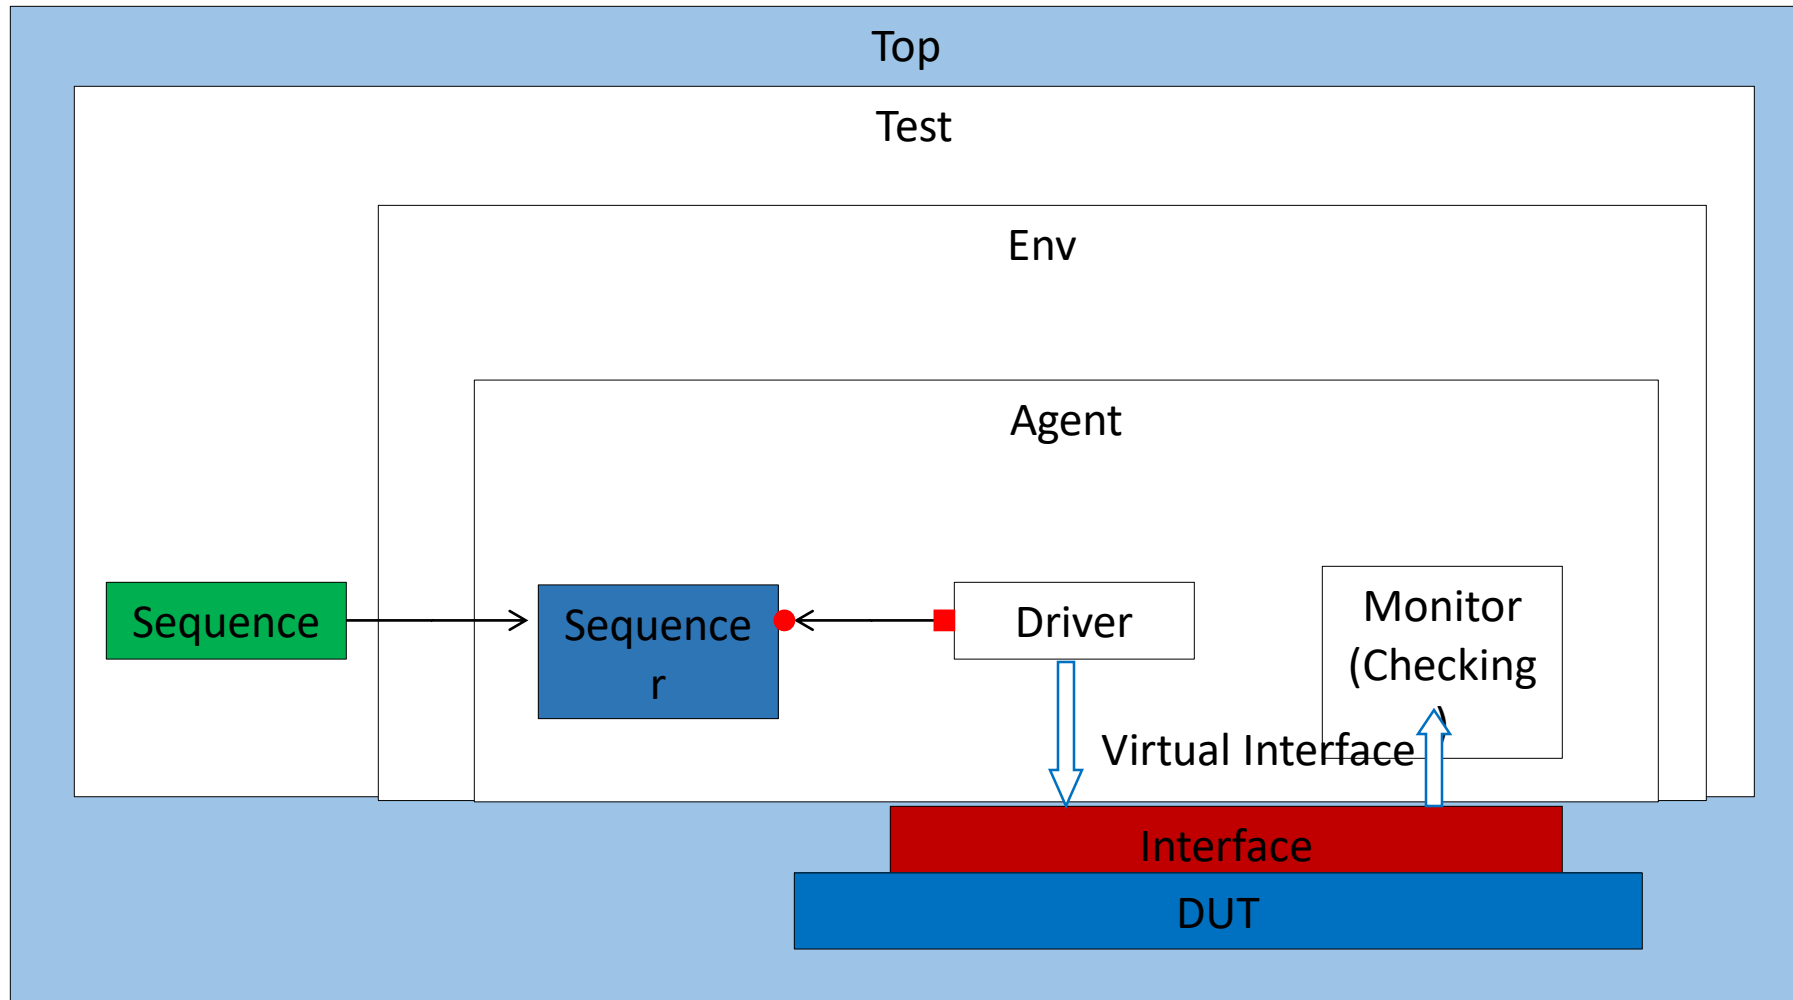 Top
Test
Env
Agent
Sequence
Sequence
r
Driver
Monitor
(Checking
)
Virtual Interface
Interface
DUT